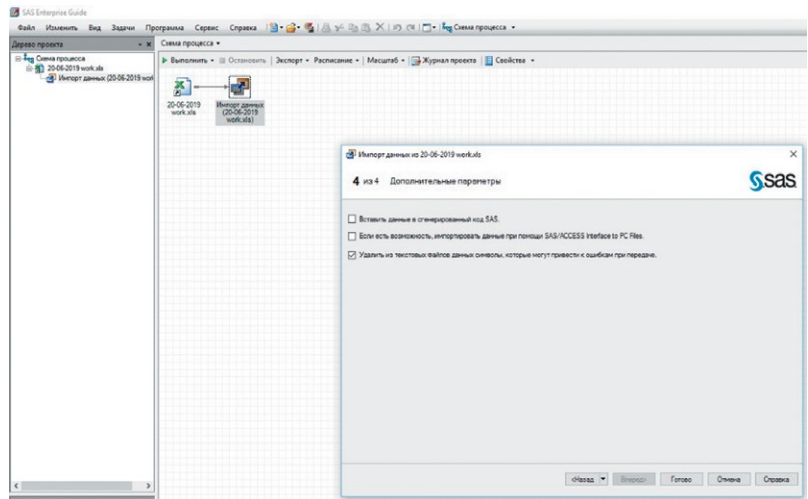 SAS Enterprise Guide
Файл Изменить Вид Задачи Программа Сервис Справка Схема процесса
Дерево проекта
Схема процесса
20-06-2019 work.xls
Импорт данных (20-06-2019 worl
Схема процесса
Выполнить Остановить Экспорт Расписание Масштаб Журнал проекта Свойства
20-06-2019
work.xls
Импорт данных
(20-06-2019
work.xls)
Импорт данных из 20-06-2019 work.xls
4 из 4 Дополнительные параметры
sas
Вставить данные в сгенерированный код SAS.
Если есть возможность, импортировать данные при помощи SAS/ACCESS Interface to PC Files.
Удалить из текстовых файлов данных символы, которые могут привести к ошибкам при передаче.
<Назад Вперед> Готово Отмена Справка